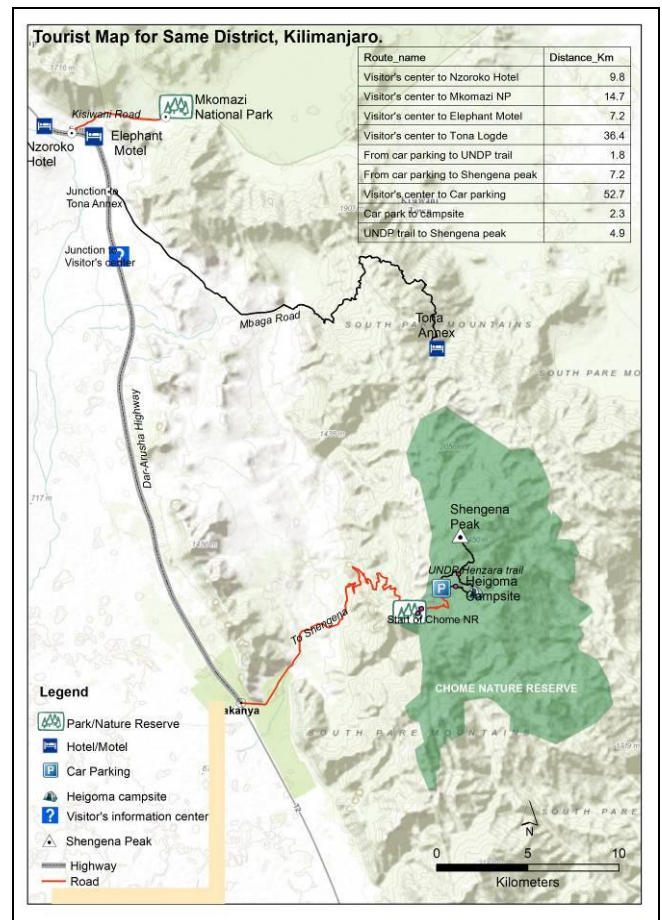 Tourist Map for Same District, Kilimanjaro.
Route_name Distance_Km
Visitor's center to Nzoroko Hotel 9.8
Visitor's center to Mkomazi NP 14.7
Visitor's center to Elephant Motel 7.2
Visitor's center to Tona Logde 36.4
From car parking to UNDP trail 1.8
From car parking to Shengena peak 7.2
Visitor's center to Car parking 52.7
Car park to campsite 2.3
UNDP trail to Shengena peak 4.9
1716 m
Kisiwani Road
Mkomazi
National Park
Nzoroko
Hotel
Elephant
Motel
Junction to
Tona Annex
Junction to
Visitor's center
?
Mbaga Road
SOUTH PARE MOUNTAINS
Tona
Annex
SOUTH PARE MO
Dar-Arusha Highway
717 m
Shengena
Peak
UNDP Henzara trail
P
Heigoma
Campsite
Start of Chome NR
To Shengena
CHOME NATURE RESERVE
akanya
SOUTH PARE MOUNTAINS
SOUTH PA
T2
Legend
Park/Nature Reserve
Hotel/Motel
P Car Parking
Heigoma campsite
? Visitor's information center
Shengena Peak
Highway
Road
N
0 5 10
Kilometers